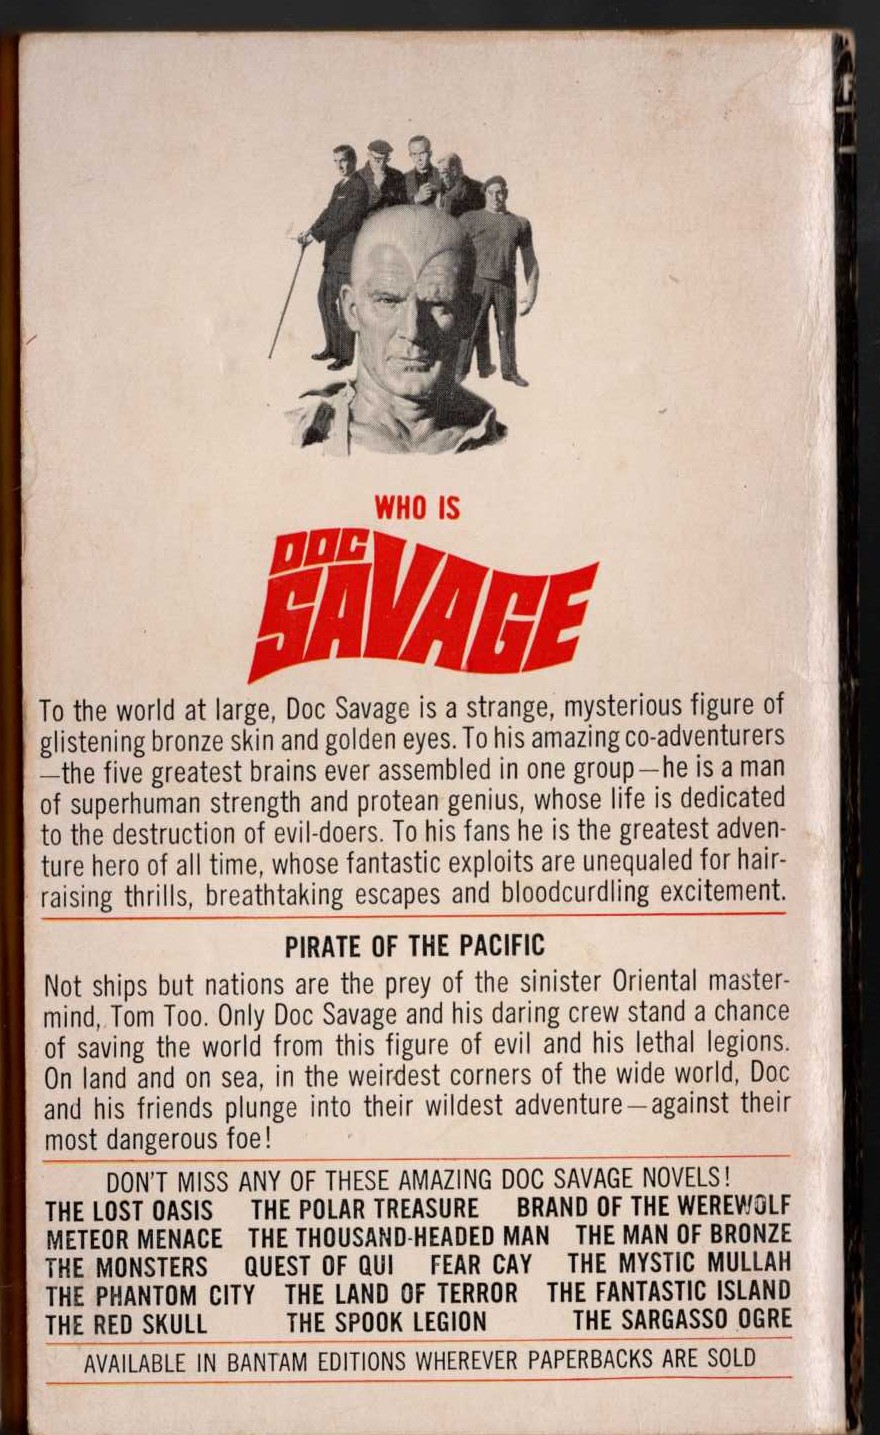 WHO IS
DOC
SAVAGE
To the world at large, Doc Savage is a strange, mysterious figure of
glistening bronze skin and golden eyes. To his amazing co-adventurers
—the five greatest brains ever assembled in one group—he is a man
of superhuman strength and protean genius, whose life is dedicated
to the destruction of evil-doers. To his fans he is the greatest adven-
ture hero of all time, whose fantastic exploits are unequaled for hair-
raising thrills, breathtaking escapes and bloodcurdling excitement.
PIRATE OF THE PACIFIC
Not ships but nations are the prey of the sinister Oriental master-
mind, Tom Too. Only Doc Savage and his daring crew stand a chance
of saving the world from this figure of evil and his lethal legions.
On land and on sea, in the weirdest corners of the wide world, Doc
and his friends plunge into their wildest adventure—against their
most dangerous foe!
DON'T MISS ANY OF THESE AMAZING DOC SAVAGE NOVELS!
THE LOST OASIS THE POLAR TREASURE BRAND OF THE WEREWOLF
METEOR MENACE THE THOUSAND-HEADED MAN THE MAN OF BRONZE
THE MONSTERS QUEST OF QUI FEAR CAY THE MYSTIC MULLAH
THE PHANTOM CITY THE LAND OF TERROR THE FANTASTIC ISLAND
THE RED SKULL THE SPOOK LEGION THE SARGASSO OGRE
AVAILABLE IN BANTAM EDITIONS WHEREVER PAPERBACKS ARE SOLD